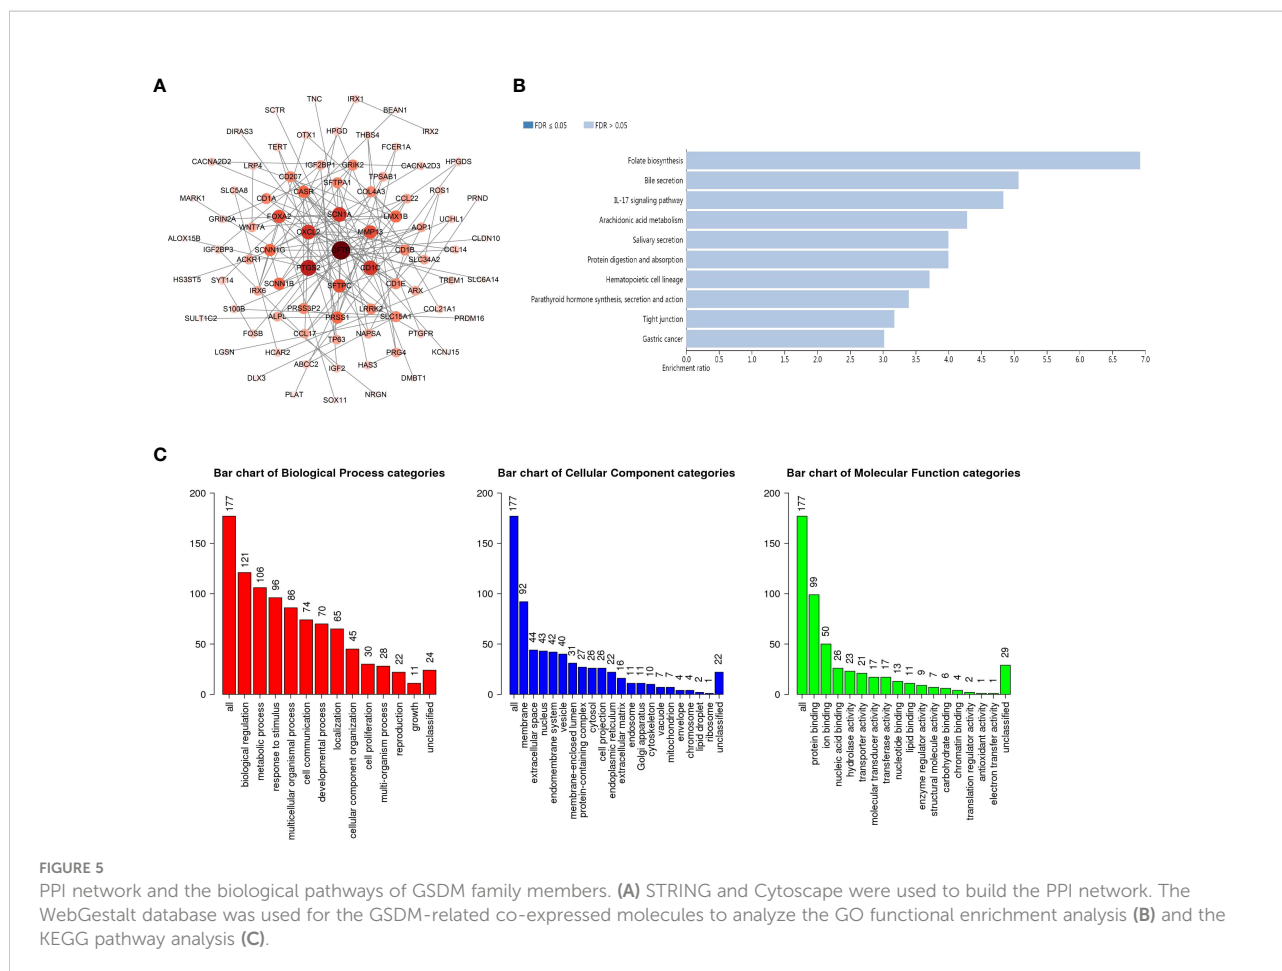 A
TNC
IRX1
SCTR
BEAN1
DIRAS3
OTX1
HPGD
THBS4
IRX2
TERT
FCER1A
CACNA2D2
LRP4
IGF2BP1
GRIK2
CACNA2D3
HPGDS
CD207
SFTPA1
TPSAB1
SLC5A8
CASR
COL4A3
ROS1
MARK1
CD1A
CCL22
PRND
GRIN2A
FOXA2
SCN1A
LMX1B
UCHL1
WNT7A
CXCL2
MMP13
AQP1
ALOX15B
CLDN10
IGF2BP3
SCNN1G
CD1B
CCL14
ACKR1
SLC34A2
PTGS2
CD1C
HS3ST5
SYT14
SCNN1B
SFTPC
CD1E
TREM1
SLC6A14
IRX6
ARX
S100B
PRSS3P2
LRRK2
COL21A1
SULT1C2
ALPL
PRSS1
SLC15A1
PRDM16
FOSB
CCL17
TP63
NAPSA
PTGFR
LGSN
HCAR2
PRG4
KCNJ15
ABCC2
IGF2
HAS3
DLX3
DMBT1
PLAT
SOX11
NRGN
B
FDR ≤ 0.05
FDR > 0.05
Folate biosynthesis
Bile secretion
IL-17 signaling pathway
Arachidonic acid metabolism
Salivary secretion
Protein digestion and absorption
Hematopoietic cell lineage
Parathyroid hormone synthesis, secretion and action
Tight junction
Gastric cancer
0.0 0.5 1.0 1.5 2.0 2.5 3.0 3.5 4.0 4.5 5.0 5.5 6.0 6.5 7.0
Enrichment ratio
C
Bar chart of Biological Process categories
200
150
100
50
0
177
121
106
96
86
74
70
65
45
30
28
22
11
24
all
biological regulation
metabolic process
response to stimulus
multicellular organismal process
cell communication
developmental process
localization
cellular component organization
cell proliferation
multi-organism process
reproduction
growth
unclassified
Bar chart of Cellular Component categories
200
150
100
50
0
177
92
44
43
42
40
31
27
26
26
22
16
11
11
10
7
7
4
4
2
1
22
all
membrane
extracellular space
nucleus
endomembrane system
vesicle
membrane-enclosed lumen
protein-containing complex
cytosol
cell projection
endoplasmic reticulum
extracellular matrix
endosome
Golgi apparatus
cytoskeleton
vacuole
mitochondrion
envelope
chromosome
lipid droplet
ribosome
unclassified
Bar chart of Molecular Function categories
200
150
100
50
0
177
99
50
26
23
21
17
17
13
11
9
7
6
4
2
1
1
29
all
protein binding
ion binding
nucleic acid binding
hydrolase activity
transporter activity
molecular transducer activity
transferase activity
nucleotide binding
lipid binding
enzyme regulator activity
structural molecule activity
carbohydrate binding
chromatin binding
translation regulator activity
antioxidant activity
electron transfer activity
unclassified
FIGURE 5
PPI network and the biological pathways of GSDM family members. (A) STRING and Cytoscape were used to build the PPI network. The
WebGestalt database was used for the GSDM-related co-expressed molecules to analyze the GO functional enrichment analysis (B) and the
KEGG pathway analysis (C).